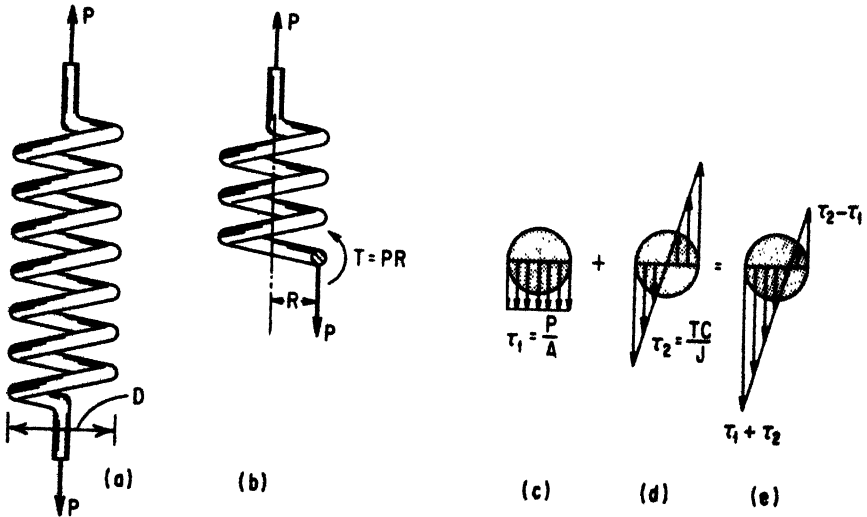 P
P
T = PR
R
P
τ₁ = P/A
+
τ₂ = TC/J
=
τ₂-τ₁
τ₁ + τ₂
D
P
(a)
(b)
(c)
(d)
(e)